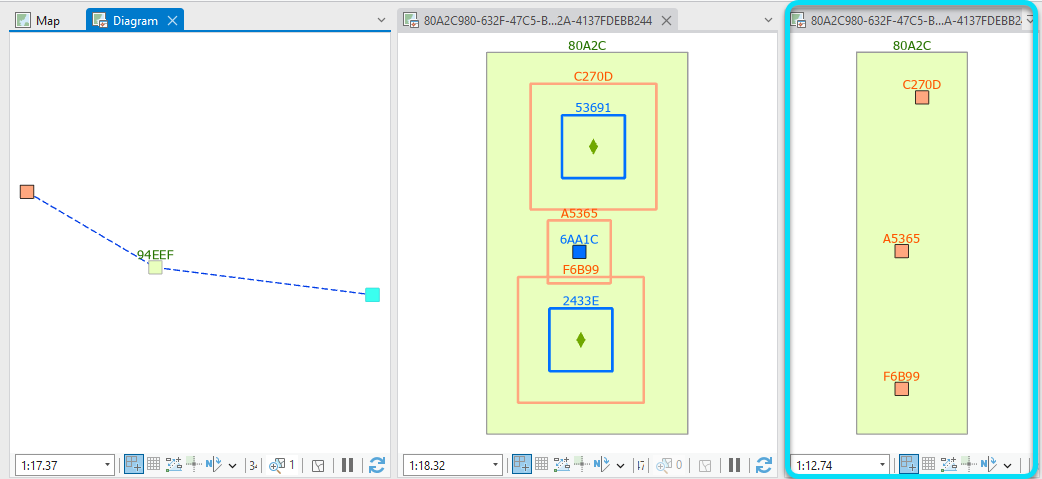 Map
Diagram
94EEF
1:17.37
34
1
80A2C980-632F-47C5-B...2A-4137FDEBB244
80A2C
C270D
53691
A5365
6AA1C
F6B99
2433E
1:18.32
0
80A2C980-632F-47C5-B...A-4137FDEBB2
80A2C
C270D
A5365
F6B99
1:12.74